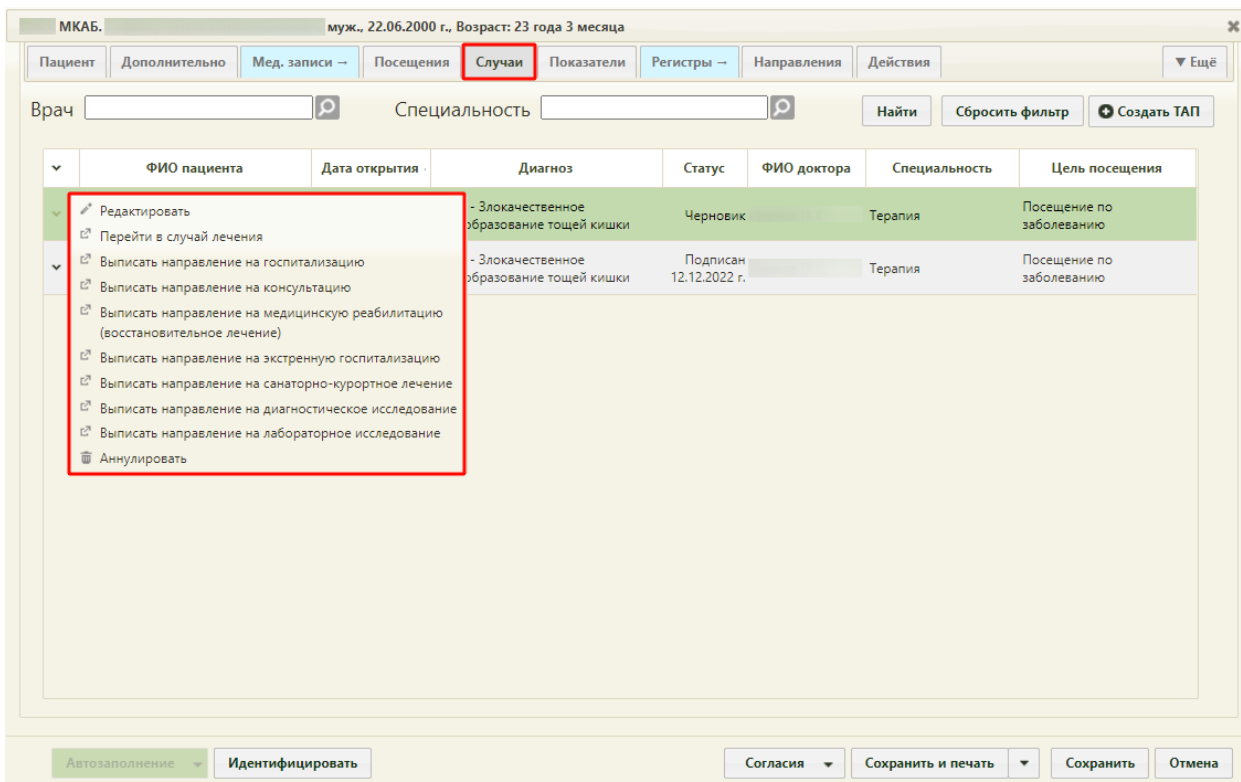 МКАБ. муж., 22.06.2000 г., Возраст: 23 года 3 месяца
Пациент Дополнительно Мед. записи → Посещения Случаи Показатели Регистры → Направления Действия ▼ Ещё
Врач Специальность Найти Сбросить фильтр Создать ТАП
ФИО пациента Дата открытия Диагноз Статус ФИО доктора Специальность Цель посещения
- Злокачественное Посещение по
образование тощей кишки Черновик Терапия заболеванию
- Злокачественное Подписан Посещение по
образование тощей кишки 12.12.2022 г. Терапия заболеванию
Редактировать
Перейти в случай лечения
Выписать направление на госпитализацию
Выписать направление на консультацию
Выписать направление на медицинскую реабилитацию
(восстановительное лечение)
Выписать направление на экстренную госпитализацию
Выписать направление на санаторно-курортное лечение
Выписать направление на диагностическое исследование
Выписать направление на лабораторное исследование
Аннулировать
Автозаполнение Идентифицировать Согласия Сохранить и печать Сохранить Отмена